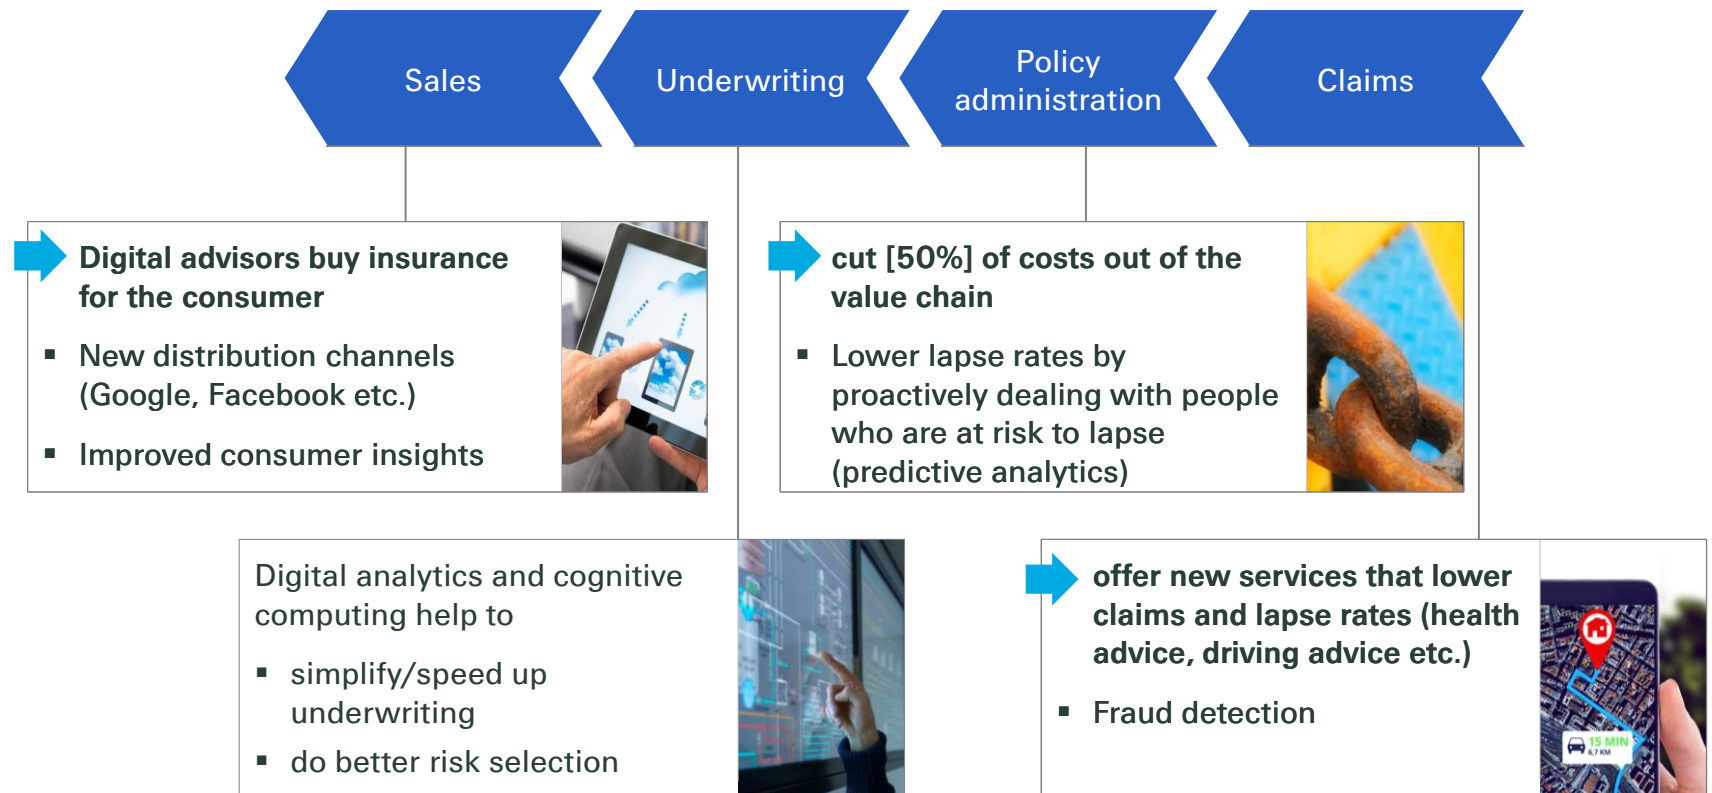 Sales
Underwriting
Policy
administration
Claims
Digital advisors buy insurance
for the consumer
▪ New distribution channels
(Google, Facebook etc.)
▪ Improved consumer insights
cut [50%] of costs out of the
value chain
▪ Lower lapse rates by
proactively dealing with people
who are at risk to lapse
(predictive analytics)
Digital analytics and cognitive
computing help to
▪ simplify/speed up
underwriting
▪ do better risk selection
offer new services that lower
claims and lapse rates (health
advice, driving advice etc.)
▪ Fraud detection
15 MIN
6,7 KM